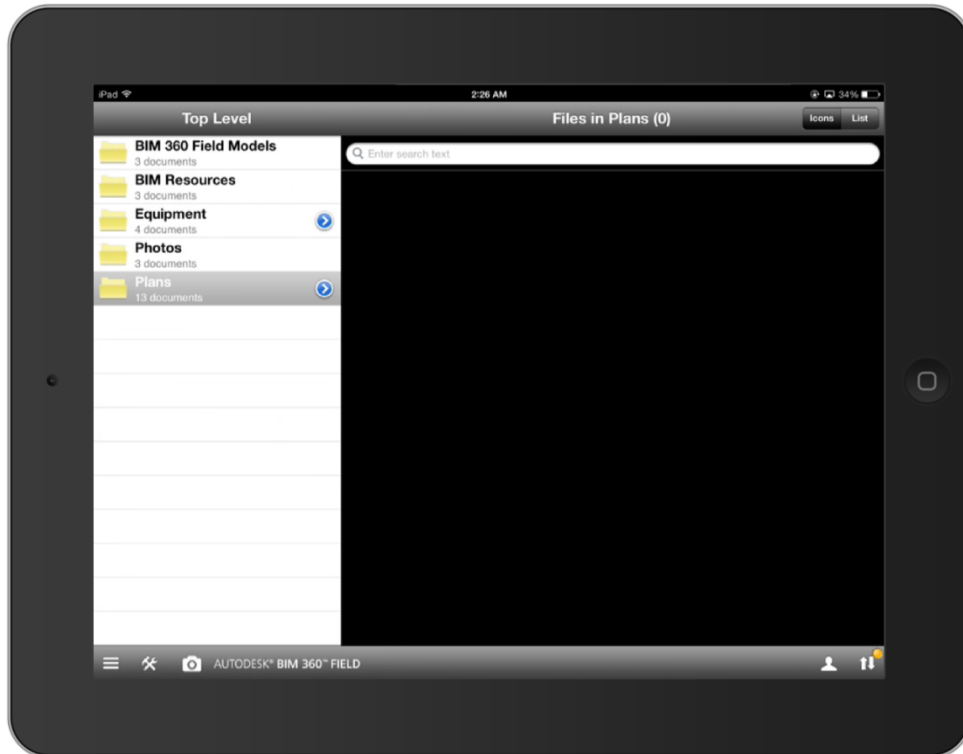 iPad
2:26 AM
34%
Top Level
Files in Plans (0)
Icons
List
BIM 360 Field Models
3 documents
Enter search text
BIM Resources
3 documents
Equipment
4 documents
Photos
3 documents
Plans
13 documents
AUTODESK® BIM 360™ FIELD